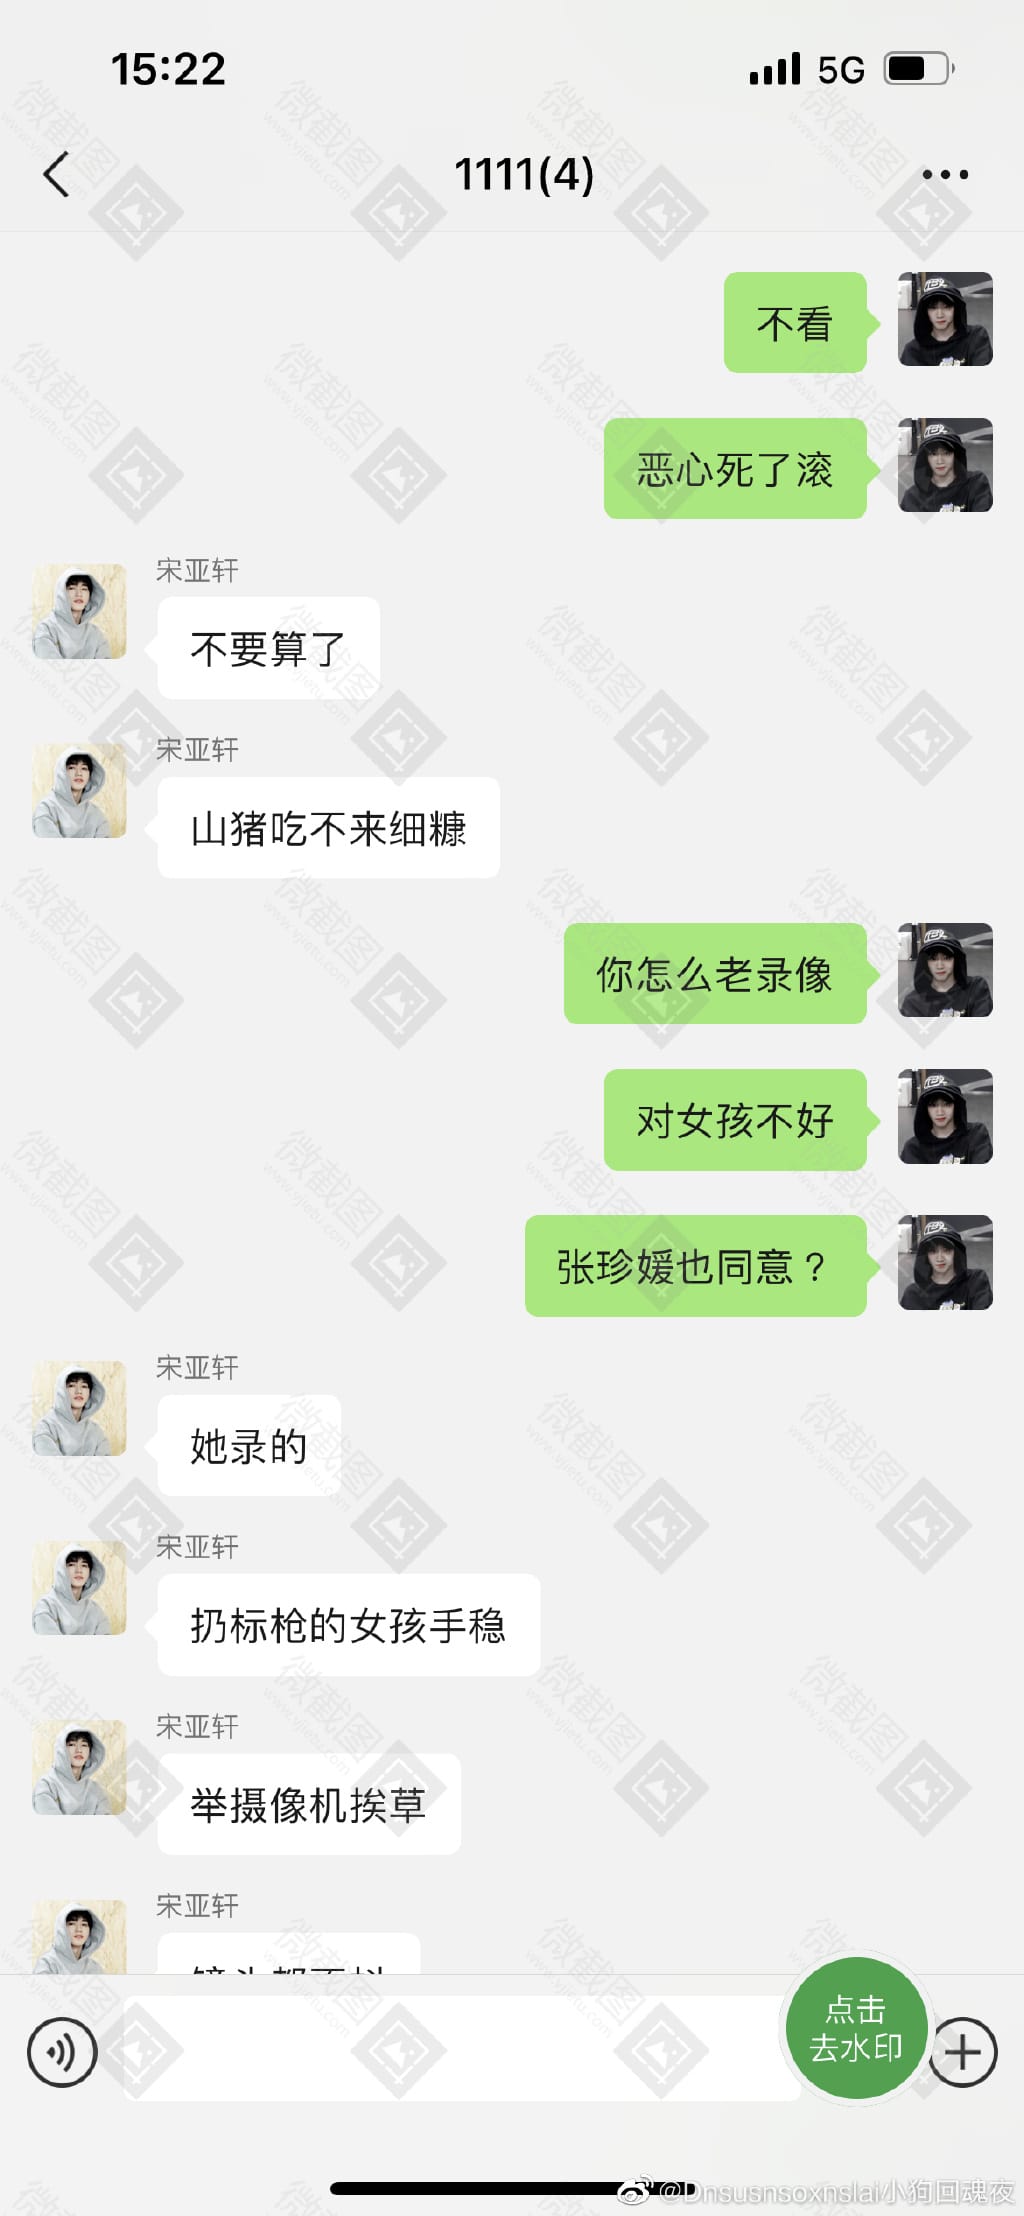 15:22
5G
1111(4)
不看
恶心死了滚
宋亚轩
不要算了
宋亚轩
山猪吃不来细糠
你怎么老录像
对女孩不好
张珍媛也同意？
宋亚轩
她录的
宋亚轩
扔标枪的女孩手稳
宋亚轩
举摄像机挨草
宋亚轩
点击
去水印
@Dnsusnsoxnslai小狗回魂夜
微截图
www.vjietu.com